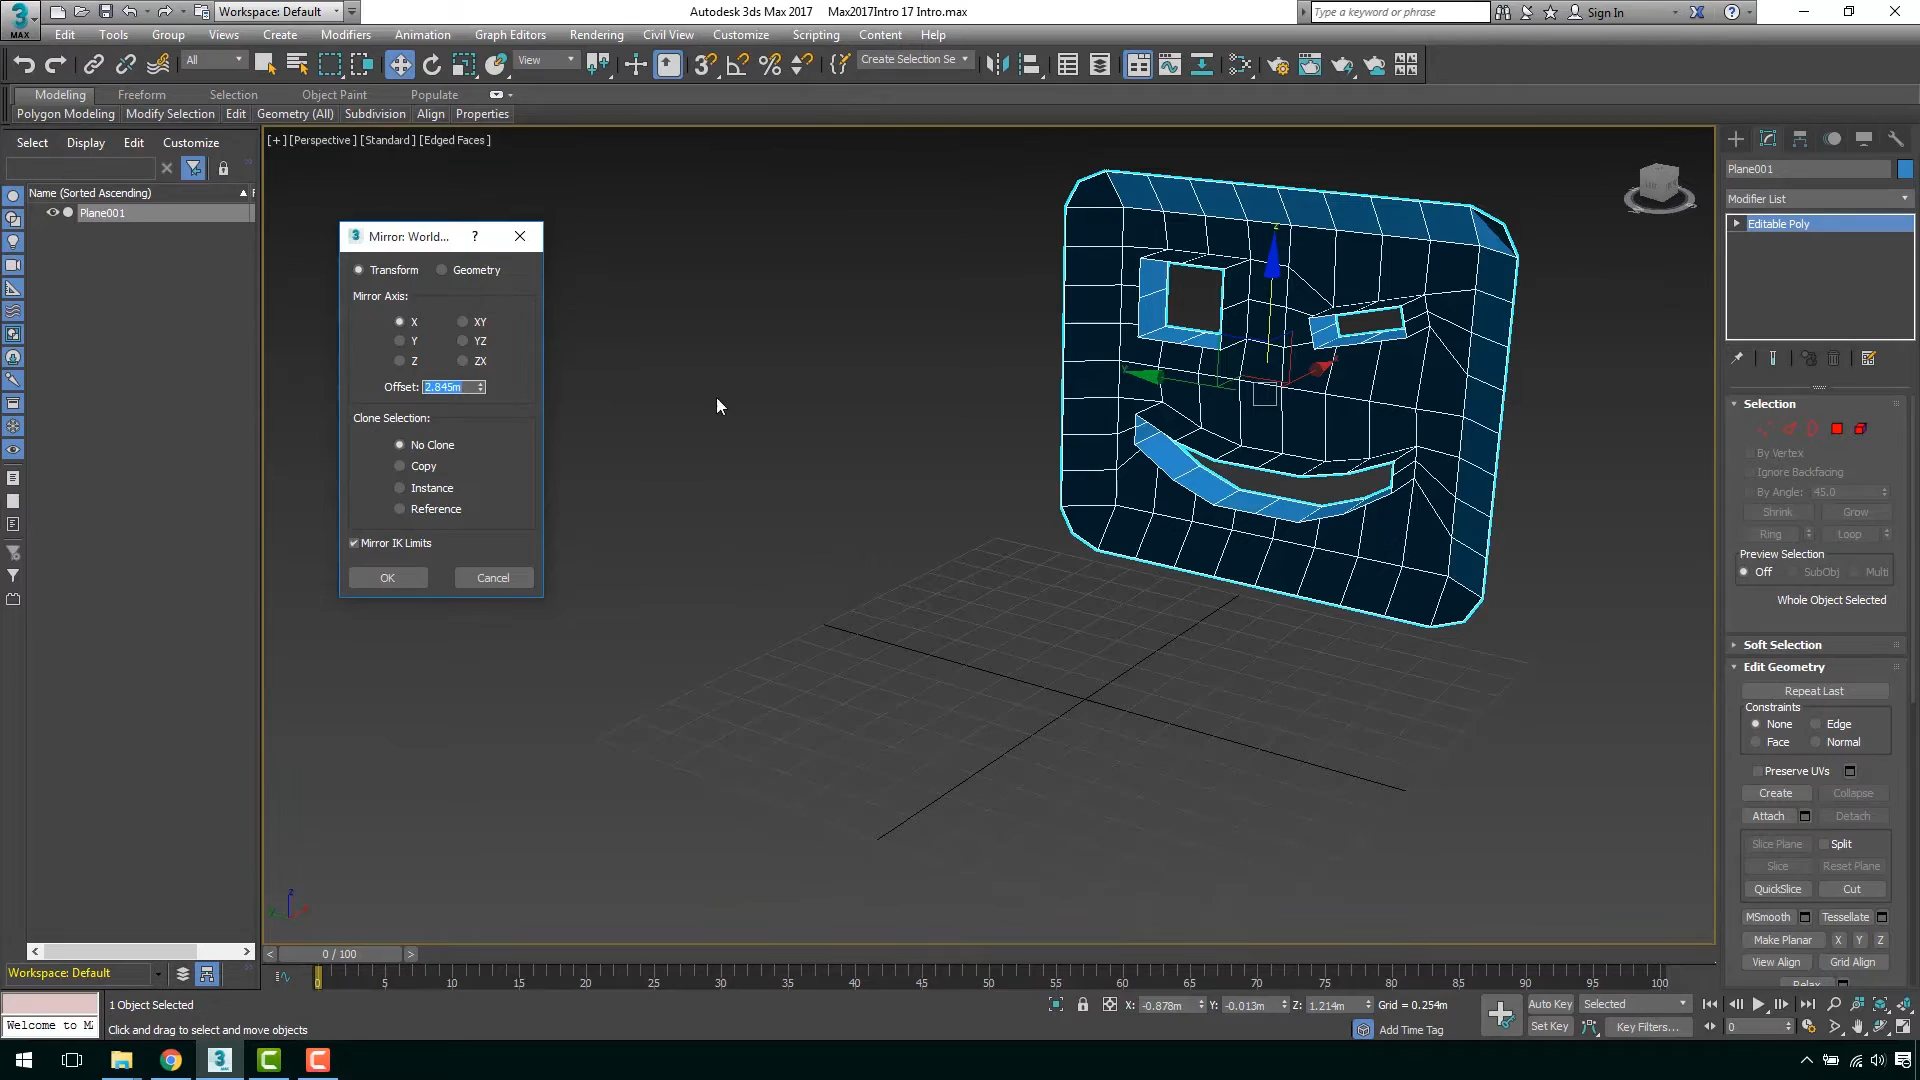 Workspace: Default
Autodesk 3ds Max 2017   Max2017Intro 17 Intro.max
Type a keyword or phrase
Sign In
MAX
Edit Tools Group Views Create Modifiers Animation Graph Editors Rendering Civil View Customize Scripting Content Help
All
View
Create Selection Se
Modeling Freeform Selection Object Paint Populate
Polygon Modeling Modify Selection Edit Geometry (All) Subdivision Align Properties
Select Display Edit Customize
[+] [Perspective] [Standard] [Edged Faces]
Name (Sorted Ascending)
Plane001
Mirror: World...
Transform Geometry
Mirror Axis:
X XY
Y YZ
Z ZX
Offset: 2.845m
Clone Selection:
No Clone
Copy
Instance
Reference
Mirror IK Limits
OK Cancel
Plane001
Modifier List
Editable Poly
Selection
By Vertex
Ignore Backfacing
By Angle: 45.0
Shrink Grow
Ring Loop
Preview Selection
Off SubObj Multi
Whole Object Selected
Soft Selection
Edit Geometry
Repeat Last
Constraints
None Edge
Face Normal
Preserve UVs
Create Collapse
Attach Detach
Slice Plane Split
Slice Reset Plane
QuickSlice Cut
MSmooth Tessellate
Make Planar X Y Z
View Align Grid Align
Relax
0 / 100
Workspace: Default
0 5 10 15 20 25 30 35 40 45 50 55 60 65 70 75 80 85 90 95 100
1 Object Selected
X: -0.878m Y: -0.013m Z: 1.214m Grid = 0.254m
Auto Key Selected
Welcome to M
Click and drag to select and move objects
Add Time Tag
Set Key Key Filters...
0